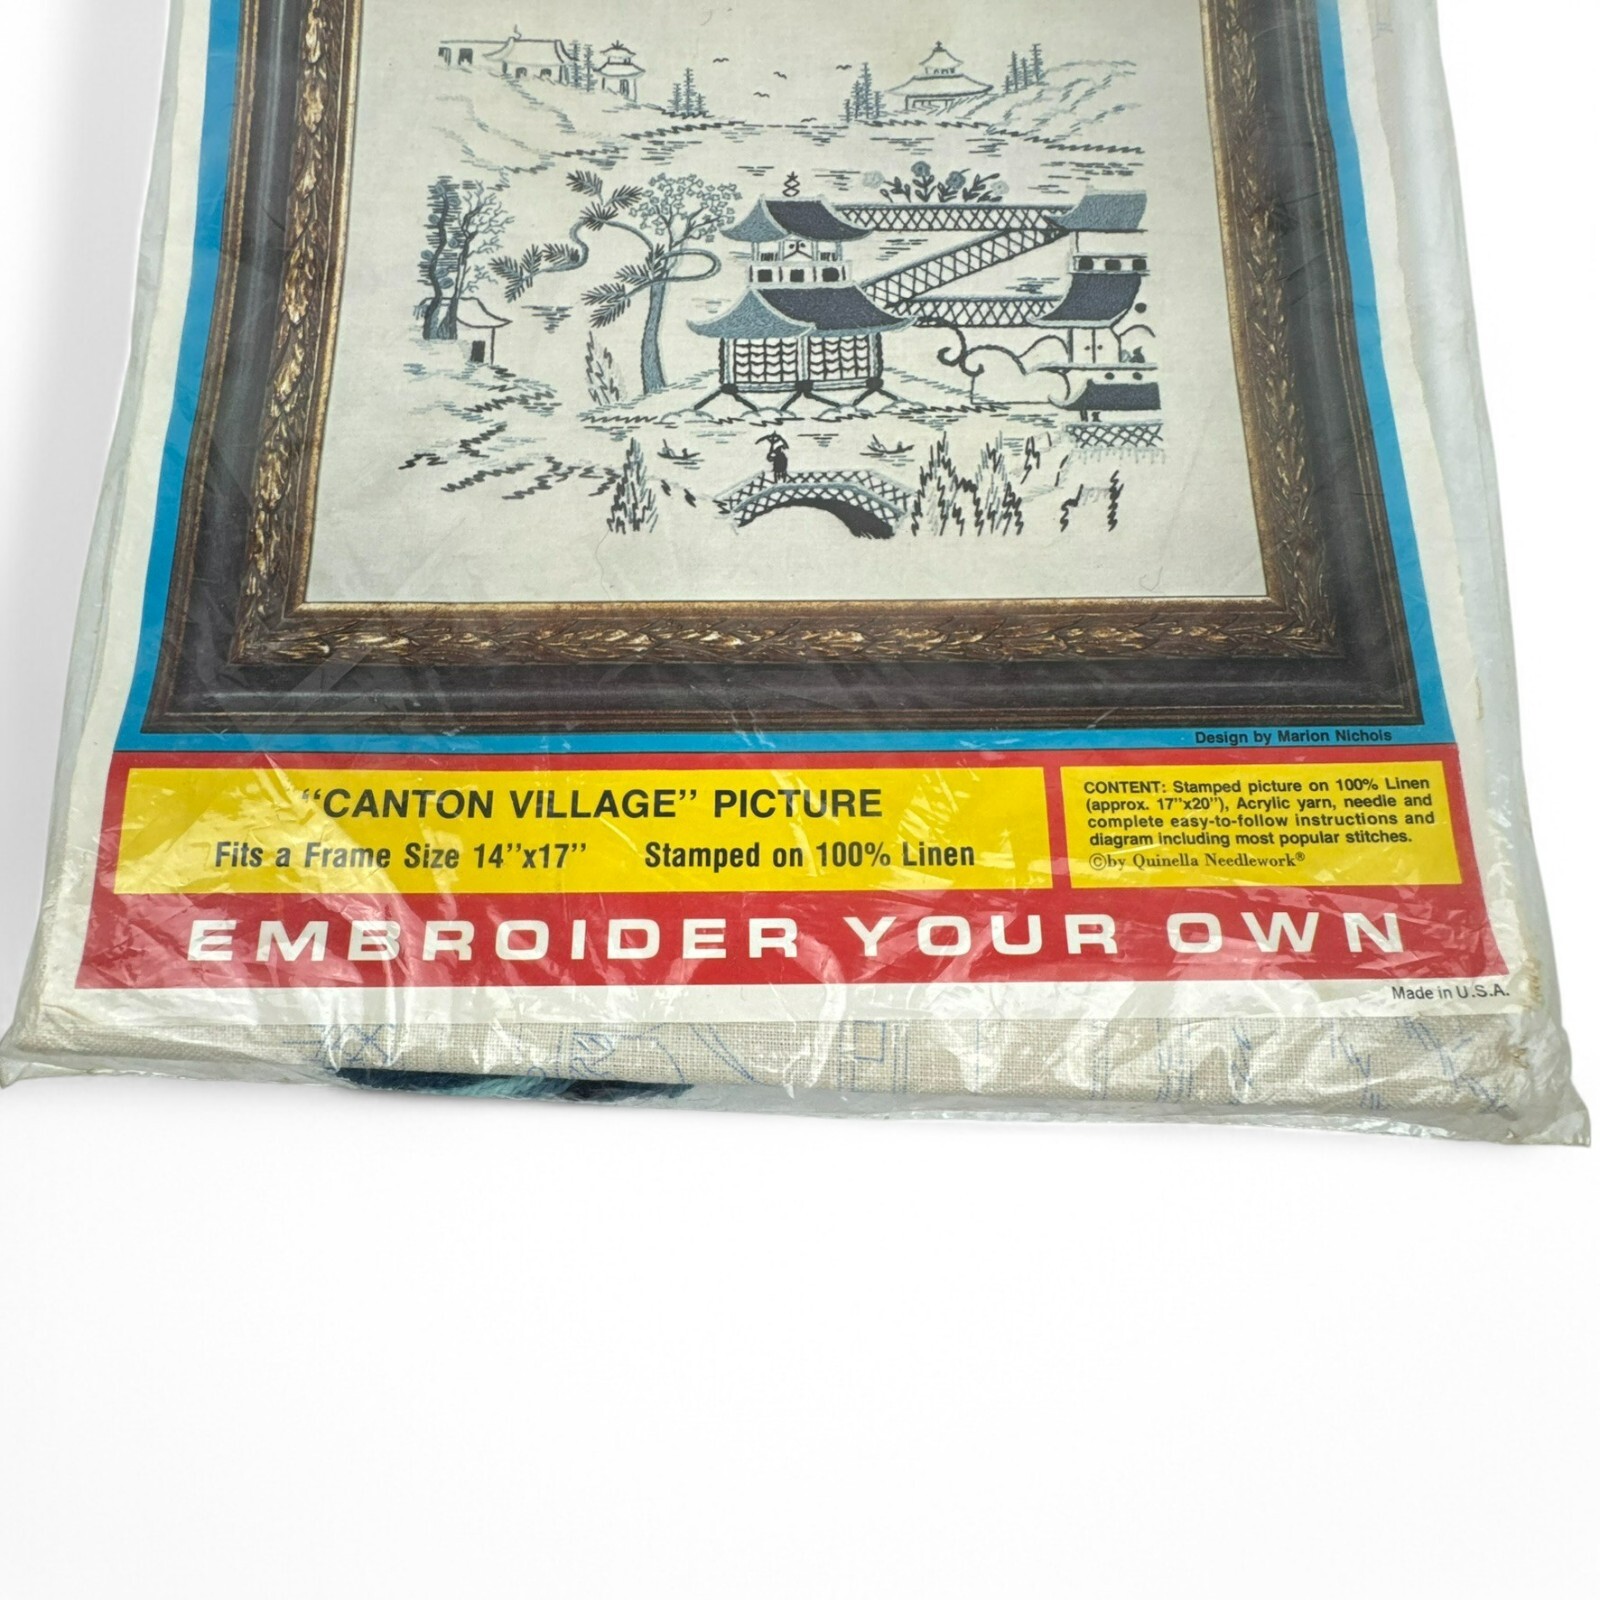 Design by Marion Nichols
"CANTON VILLAGE" PICTURE
Fits a Frame Size 14"x17" Stamped on 100% Linen
CONTENT: Stamped picture on 100% Linen
(approx. 17"x20"), Acrylic yarn, needle and
complete easy-to-follow instructions and
diagram including most popular stitches.
©by Quinella Needlework®
EMBROIDER YOUR OWN
Made in U.S.A.